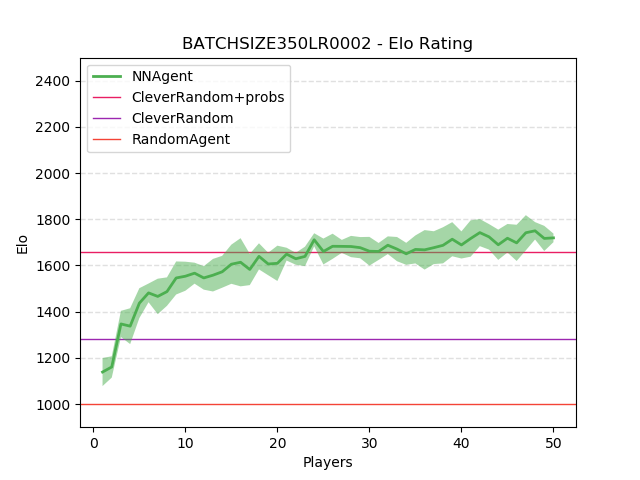 BATCHSIZE350LR0002 - Elo Rating
NNAgent
CleverRandom+probs
CleverRandom
RandomAgent
2400
2200
2000
1800
1600
1400
1200
1000
Elo
0 10 20 30 40 50
Players